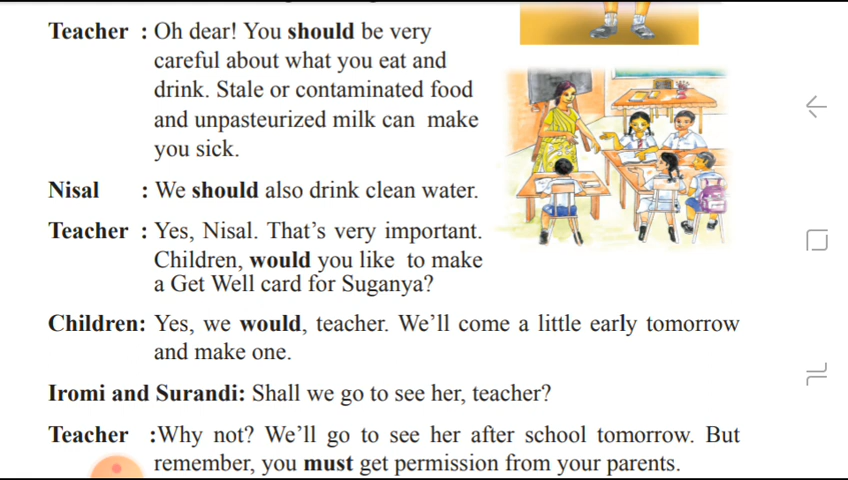 Teacher : Oh dear! You should be very
careful about what you eat and
drink. Stale or contaminated food
and unpasteurized milk can make
you sick.
Nisal : We should also drink clean water.
Teacher : Yes, Nisal. That's very important.
Children, would you like to make
a Get Well card for Suganya?
Children: Yes, we would, teacher. We'll come a little early tomorrow
and make one.
Iromi and Surandi: Shall we go to see her, teacher?
Teacher :Why not? We'll go to see her after school tomorrow. But
remember, you must get permission from your parents.